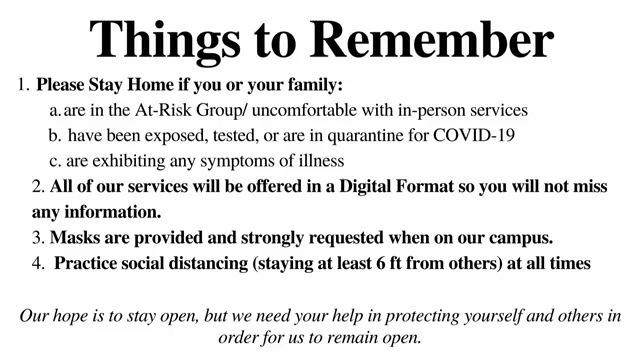 Things to Remember
1. Please Stay Home if you or your family:
a. are in the At-Risk Group/ uncomfortable with in-person services
b. have been exposed, tested, or are in quarantine for COVID-19
c. are exhibiting any symptoms of illness
2. All of our services will be offered in a Digital Format so you will not miss
any information.
3. Masks are provided and strongly requested when on our campus.
4. Practice social distancing (staying at least 6 ft from others) at all times
Our hope is to stay open, but we need your help in protecting yourself and others in
order for us to remain open.